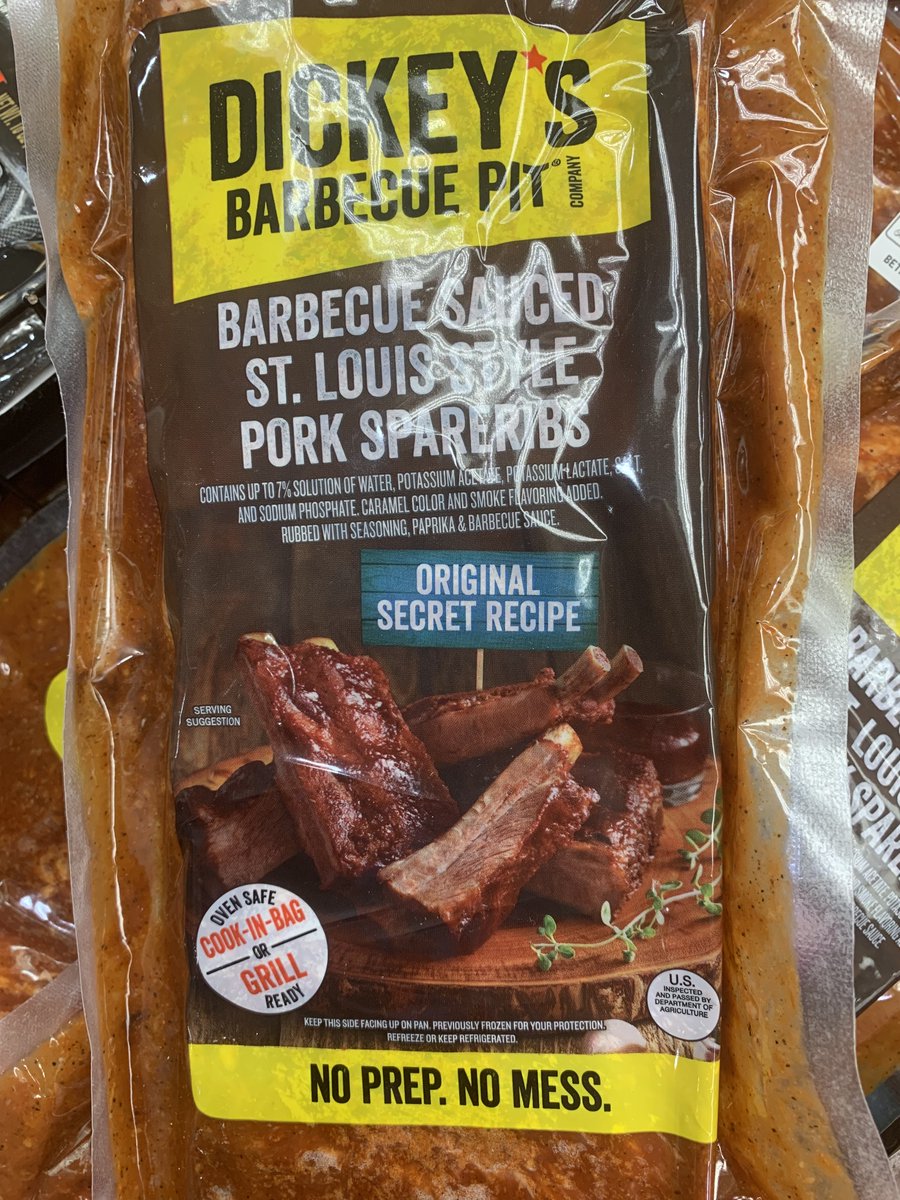 DICKEY'S
BARBECUE PIT®
COMPANY
BARBECUE SAUCED
ST. LOUIS STYLE
PORK SPARERIBS
CONTAINS UP TO 7% SOLUTION OF WATER, POTASSIUM ACETATE, POTASSIUM LACTATE, SALT,
AND SODIUM PHOSPHATE. CARAMEL COLOR AND SMOKE FLAVORING ADDED.
RUBBED WITH SEASONING, PAPRIKA & BARBECUE SAUCE.
ORIGINAL
SECRET RECIPE
SERVING
SUGGESTION
OVEN SAFE
COOK-IN-BAG
OR
GRILL
READY
U.S.
INSPECTED
AND PASSED BY
DEPARTMENT OF
AGRICULTURE
KEEP THIS SIDE FACING UP ON PAN. PREVIOUSLY FROZEN FOR YOUR PROTECTION.
REFREEZE OR KEEP REFRIGERATED.
NO PREP. NO MESS.